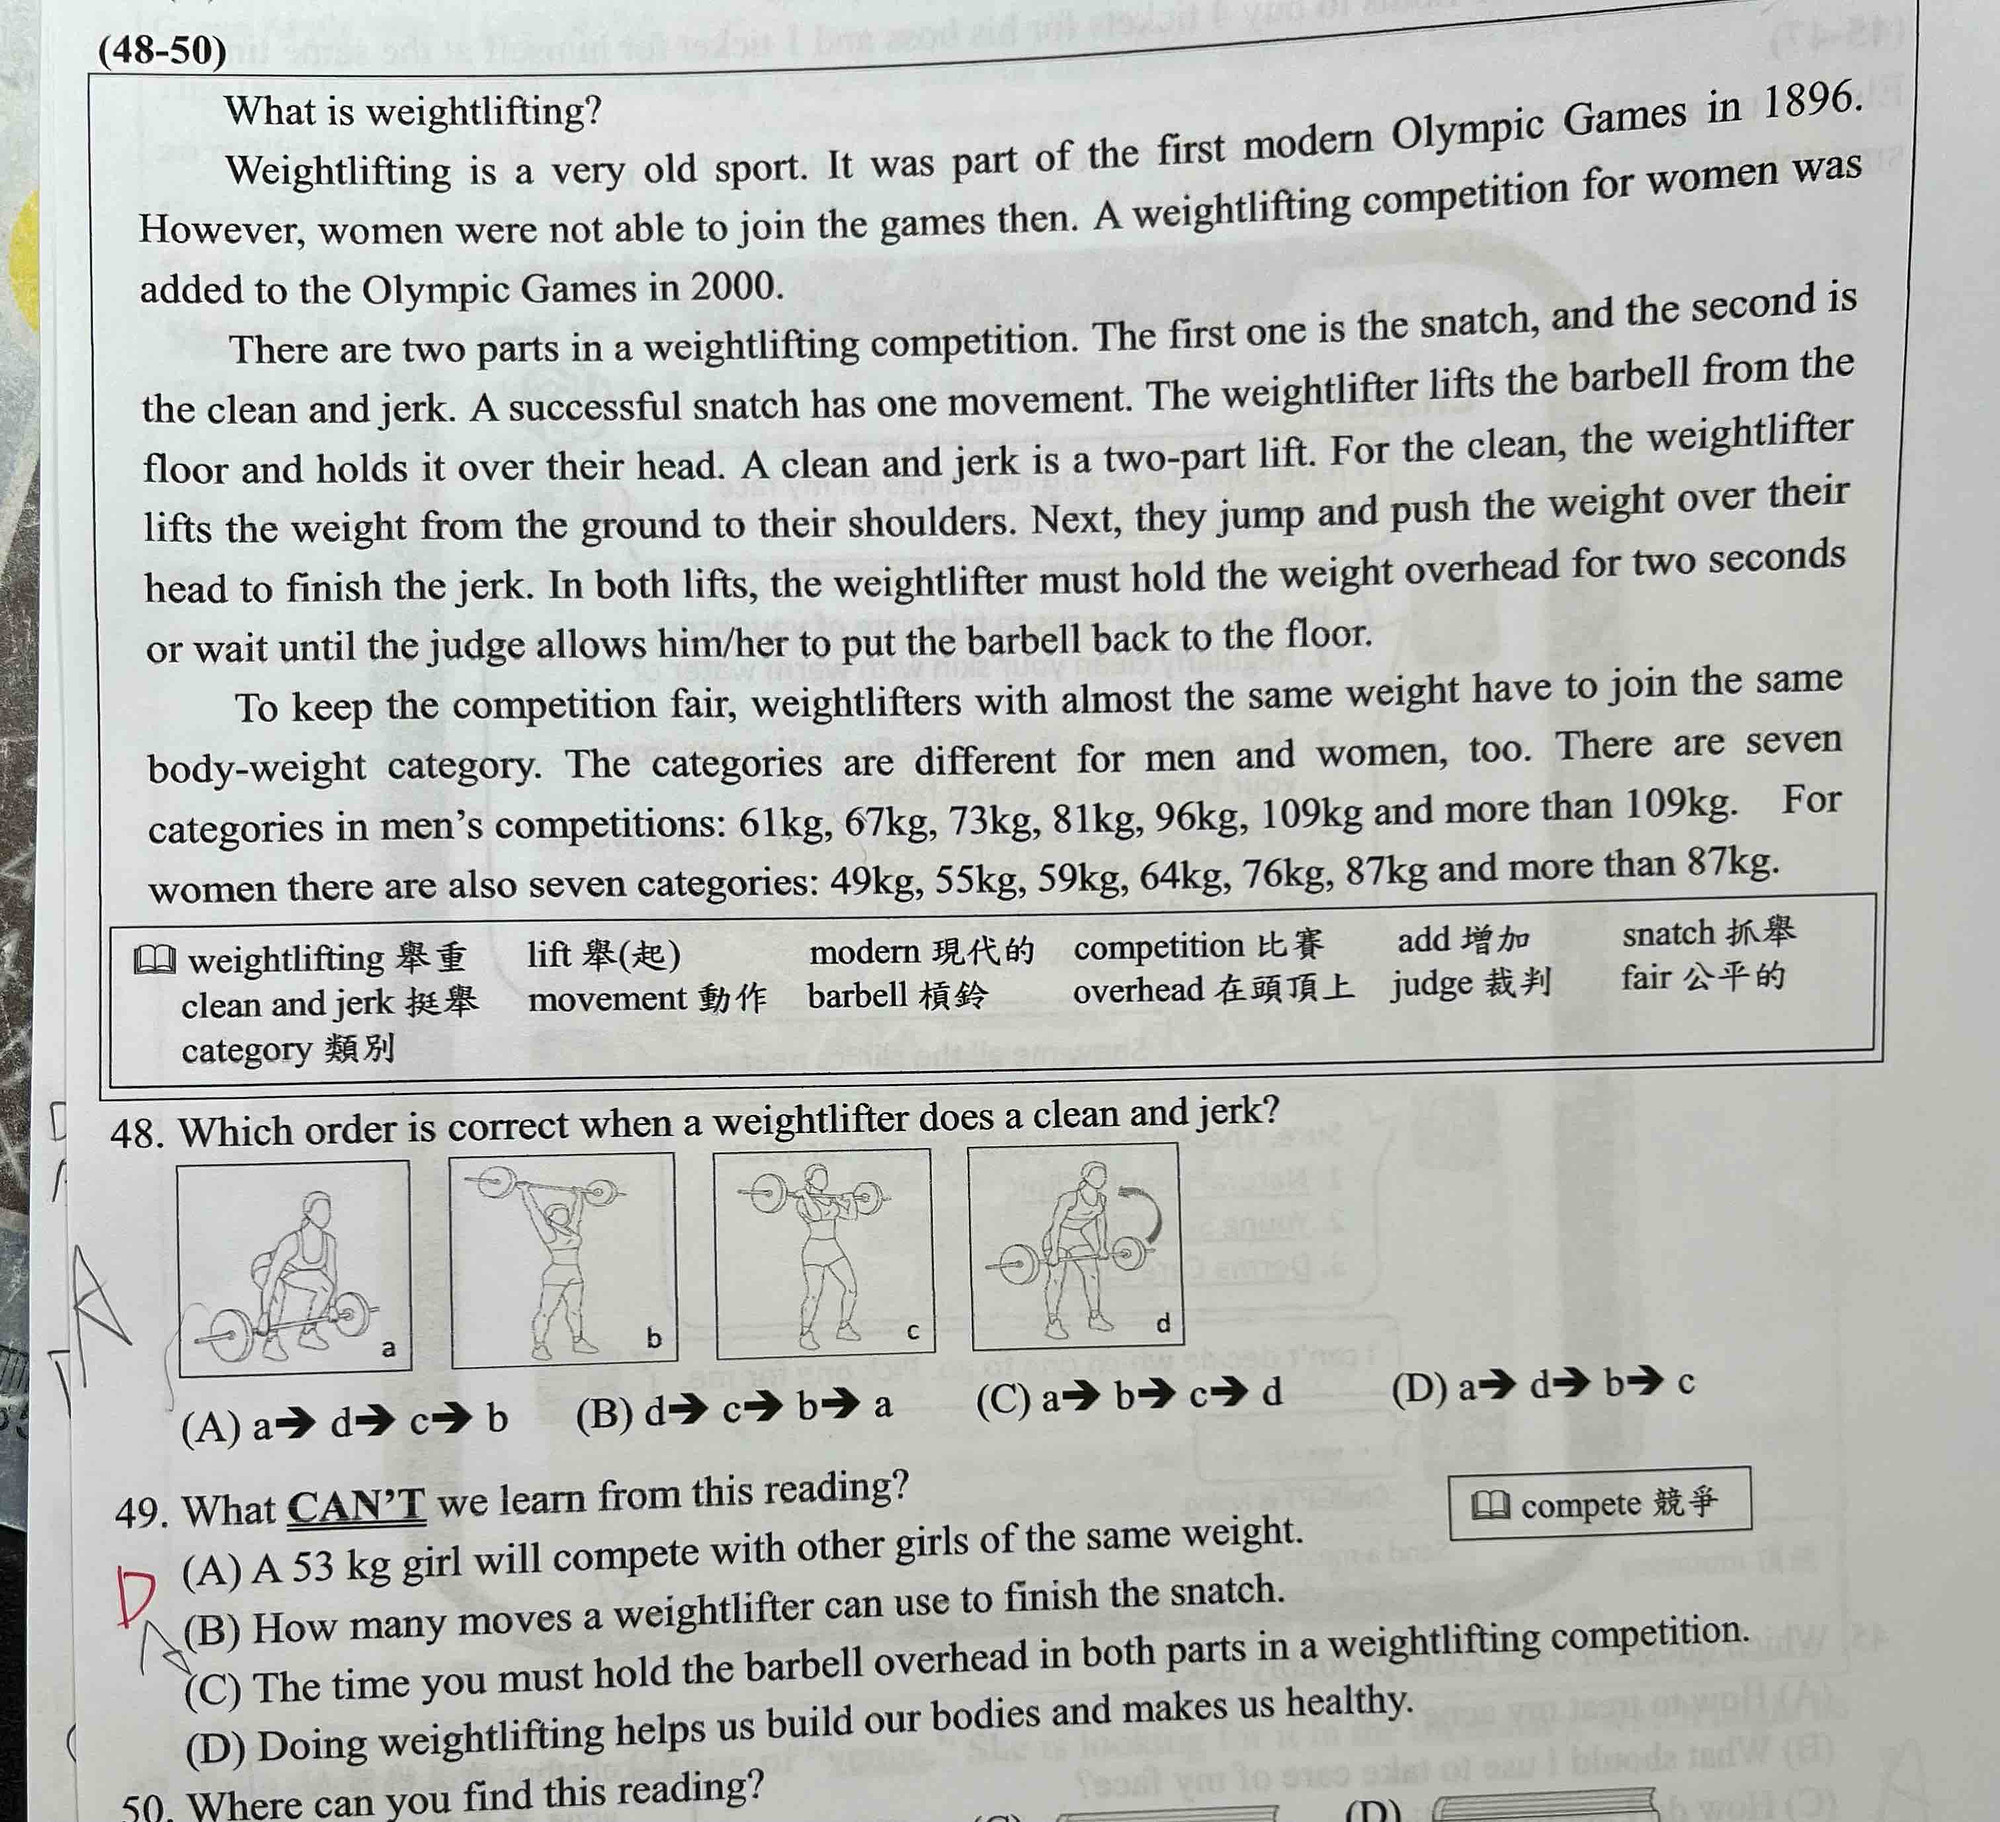 (48-50)
What is weightlifting?
Weightlifting is a very old sport. It was part of the first modern Olympic Games in 1896.
However, women were not able to join the games then. A weightlifting competition for women was
added to the Olympic Games in 2000.
There are two parts in a weightlifting competition. The first one is the snatch, and the second is
the clean and jerk. A successful snatch has one movement. The weightlifter lifts the barbell from the
floor and holds it over their head. A clean and jerk is a two-part lift. For the clean, the weightlifter
lifts the weight from the ground to their shoulders. Next, they jump and push the weight over their
head to finish the jerk. In both lifts, the weightlifter must hold the weight overhead for two seconds
or wait until the judge allows him/her to put the barbell back to the floor.
To keep the competition fair, weightlifters with almost the same weight have to join the same
body-weight category. The categories are different for men and women, too. There are seven
categories in men's competitions: 61kg, 67kg, 73kg, 81kg, 96kg, 109kg and more than 109kg. For
women there are also seven categories: 49kg, 55kg, 59kg, 64kg, 76kg, 87kg and more than 87kg.
weightlifting 舉重 lift 舉(起) modern 現代的 competition 比賽 add 增加 snatch 抓舉
clean and jerk 挺舉 movement 動作 barbell 槓鈴 overhead 在頭頂上 judge 裁判 fair 公平的
category 類別
48. Which order is correct when a weightlifter does a clean and jerk?
A
a b c d
(A) a➔ d➔ c➔ b (B) d➔ c➔ b➔ a (C) a➔ b➔ c➔ d (D) a➔ d➔ b➔ c
49. What CAN'T we learn from this reading?
compete 競爭
(A) A 53 kg girl will compete with other girls of the same weight.
D
(B) How many moves a weightlifter can use to finish the snatch.
(C) The time you must hold the barbell overhead in both parts in a weightlifting competition.
(D) Doing weightlifting helps us build our bodies and makes us healthy.
50. Where can you find this reading?
(D)